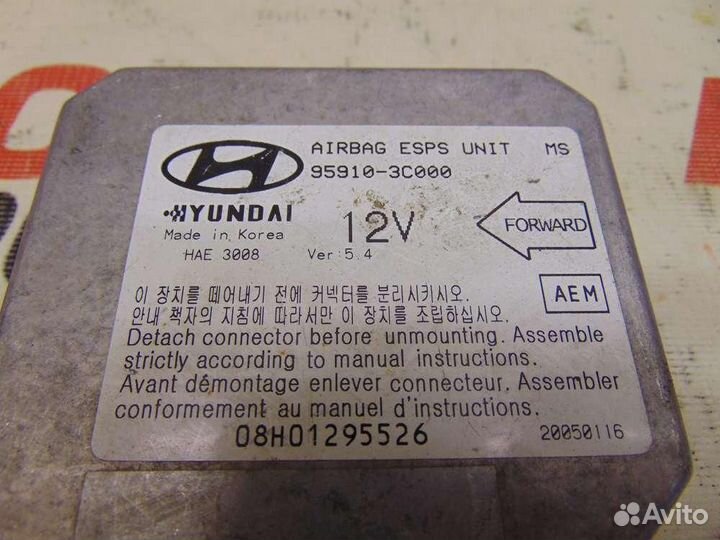 AIRBAG ESPS UNIT MS
95910-3C000
HYUNDAI
12V
FORWARD
Made in Korea
HAE 3008 Ver:5.4
AEM
이 장치를 떼어내기 전에 커넥터를 분리시키시오.
안내 책자의 지침에 따라서만 이 장치를 조립하십시오.
Detach connector before unmounting. Assemble
strictly according to manual instructions.
Avant démontage enlever connecteur. Assembler
conformement au manuel d'instructions.
08H01295526 20050116
Avito